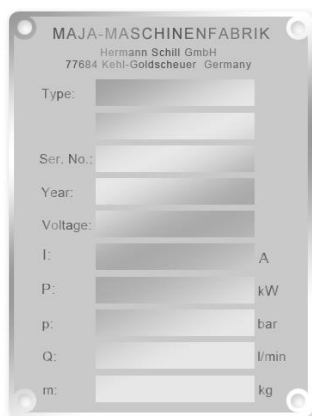 MAJA-MASCHINENFABRIK
Hermann Schill GmbH
77684 Kehl-Goldscheuer Germany
Type:
Ser. No.:
Year:
Voltage:
I: A
P: kW
p: bar
Q: l/min
m: kg